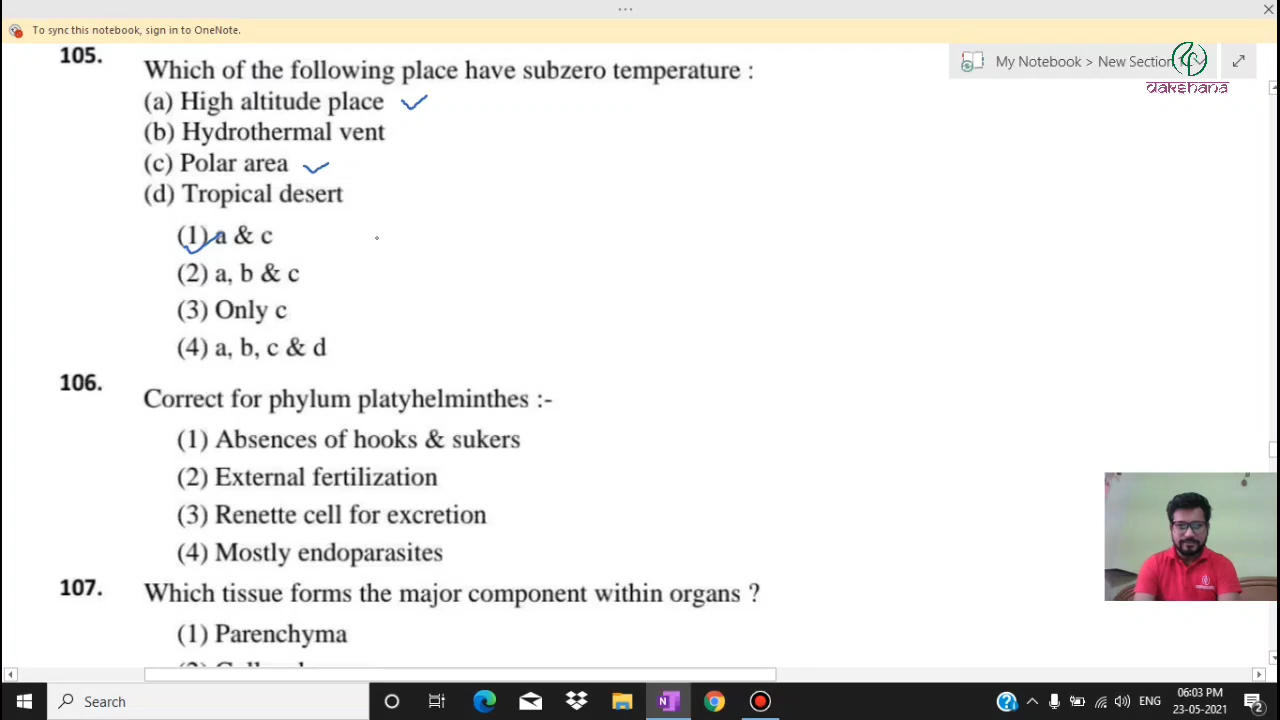 To sync this notebook, sign in to OneNote.
My Notebook > New Section
Dakshana
105.
Which of the following place have subzero temperature :
(a) High altitude place
(b) Hydrothermal vent
(c) Polar area
(d) Tropical desert
(1) a & c
(2) a, b & c
(3) Only c
(4) a, b, c & d
106.
Correct for phylum platyhelminthes :-
(1) Absences of hooks & sukers
(2) External fertilization
(3) Renette cell for excretion
(4) Mostly endoparasites
107.
Which tissue forms the major component within organs ?
(1) Parenchyma
Search
ENG
06:03 PM
23-05-2021
2